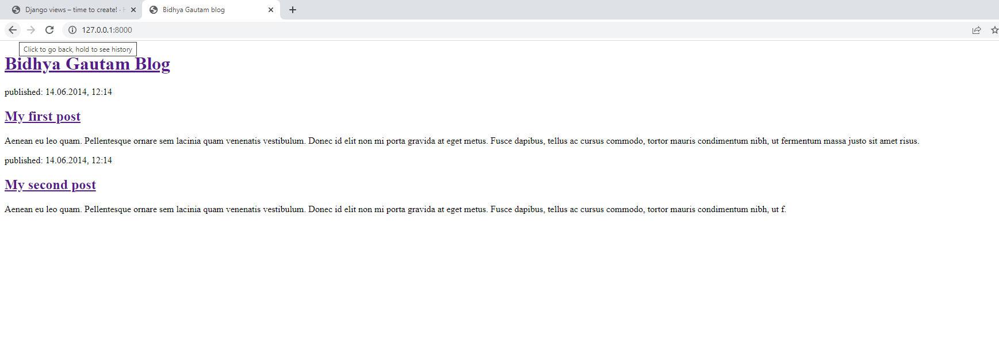 Django views – time to create! ·
Bidhya Gautam blog
127.0.0.1:8000
Click to go back, hold to see history
Bidhya Gautam Blog
published: 14.06.2014, 12:14
My first post
Aenean eu leo quam. Pellentesque ornare sem lacinia quam venenatis vestibulum. Donec id elit non mi porta gravida at eget metus. Fusce dapibus, tellus ac cursus commodo, tortor mauris condimentum nibh, ut fermentum massa justo sit amet risus.
published: 14.06.2014, 12:14
My second post
Aenean eu leo quam. Pellentesque ornare sem lacinia quam venenatis vestibulum. Donec id elit non mi porta gravida at eget metus. Fusce dapibus, tellus ac cursus commodo, tortor mauris condimentum nibh, ut f.